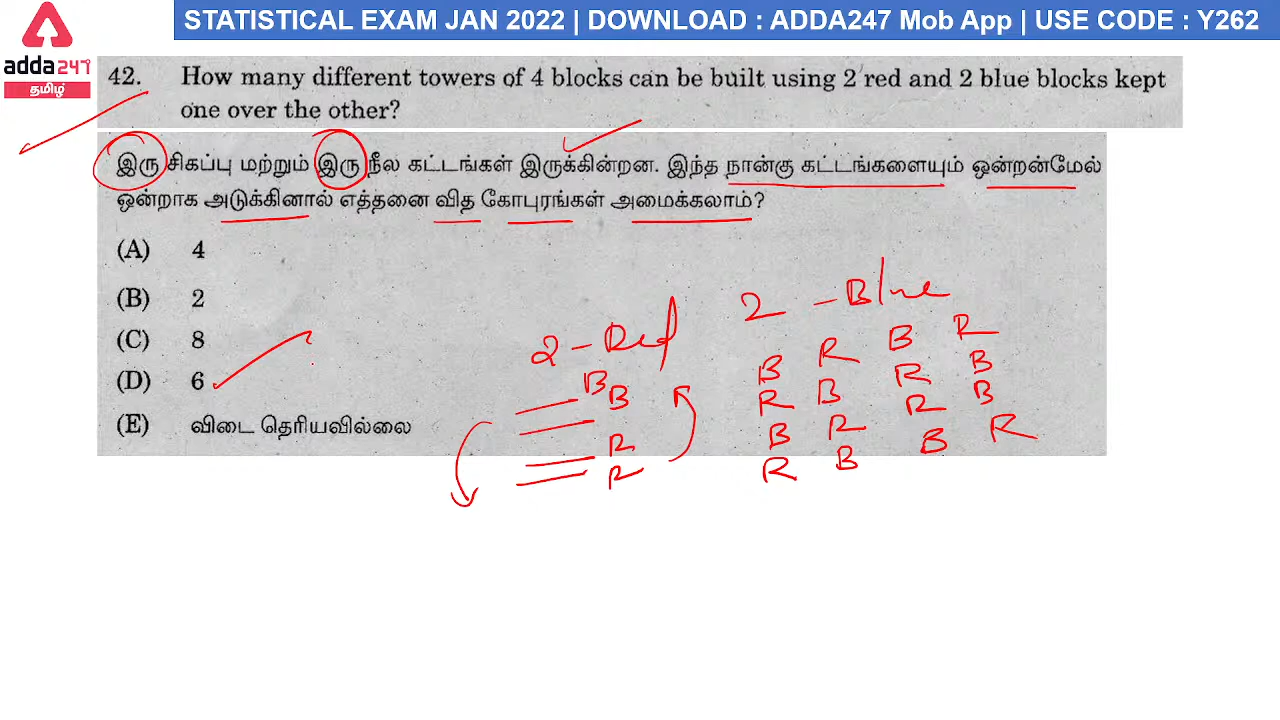 STATISTICAL EXAM JAN 2022 | DOWNLOAD : ADDA247 Mob App | USE CODE : Y262
adda247
தமிழ்
42. How many different towers of 4 blocks can be built using 2 red and 2 blue blocks kept
one over the other?
இரு சிகப்பு மற்றும் இரு நீல கட்டங்கள் இருக்கின்றன. இந்த நான்கு கட்டங்களையும் ஒன்றன்மேல்
ஒன்றாக அடுக்கினால் எத்தனை வித கோபுரங்கள் அமைக்கலாம்?
(A) 4
(B) 2
(C) 8
(D) 6
(E) விடை தெரியவில்லை
2 - Red 2 - Blue
B B R B R
B R B R B
R B R R B
R R B B R